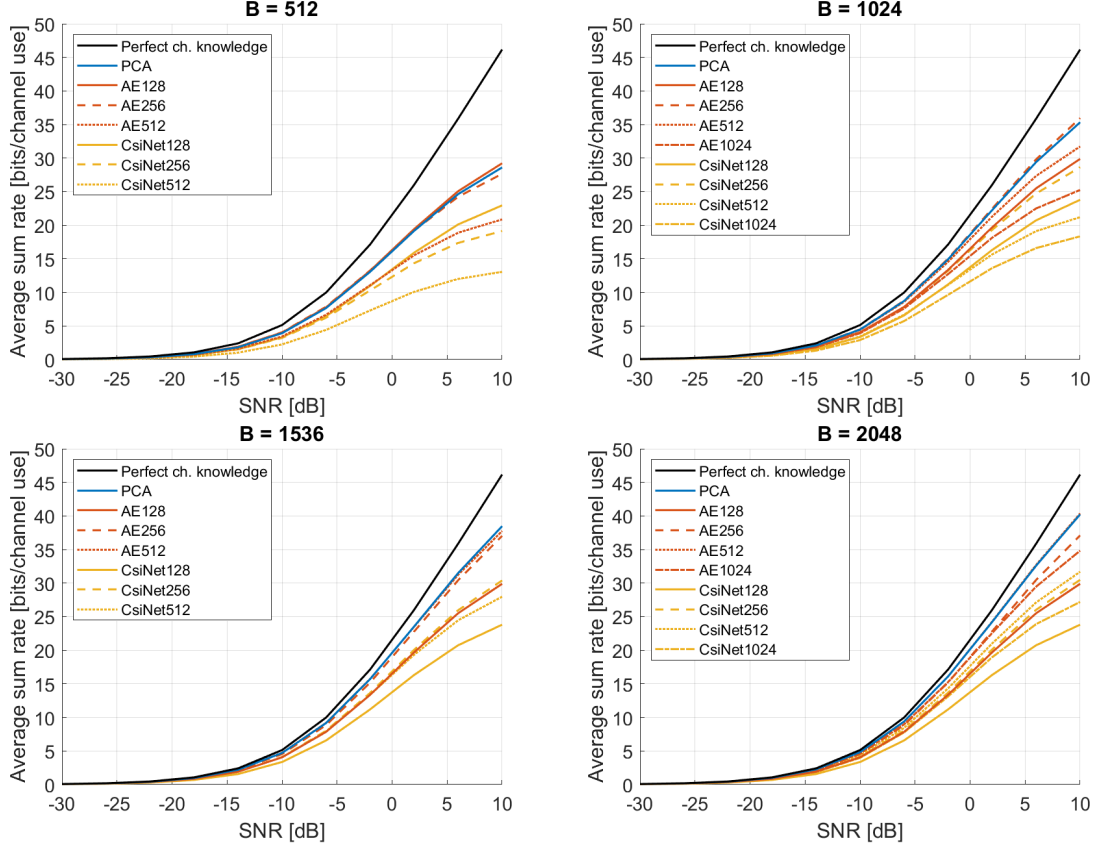 B = 512
Average sum rate [bits/channel use]
50
45
40
35
30
25
20
15
10
5
0
Perfect ch. knowledge
PCA
AE128
AE256
AE512
CsiNet128
CsiNet256
CsiNet512
-30
-25
-20
-15
-10
-5
0
5
10
SNR [dB]
B = 1024
Average sum rate [bits/channel use]
50
45
40
35
30
25
20
15
10
5
0
Perfect ch. knowledge
PCA
AE128
AE256
AE512
AE1024
CsiNet128
CsiNet256
CsiNet512
CsiNet1024
-30
-25
-20
-15
-10
-5
0
5
10
SNR [dB]
B = 1536
Average sum rate [bits/channel use]
50
45
40
35
30
25
20
15
10
5
0
Perfect ch. knowledge
PCA
AE128
AE256
AE512
CsiNet128
CsiNet256
CsiNet512
-30
-25
-20
-15
-10
-5
0
5
10
SNR [dB]
B = 2048
Average sum rate [bits/channel use]
50
45
40
35
30
25
20
15
10
5
0
Perfect ch. knowledge
PCA
AE128
AE256
AE512
AE1024
CsiNet128
CsiNet256
CsiNet512
CsiNet1024
-30
-25
-20
-15
-10
-5
0
5
10
SNR [dB]